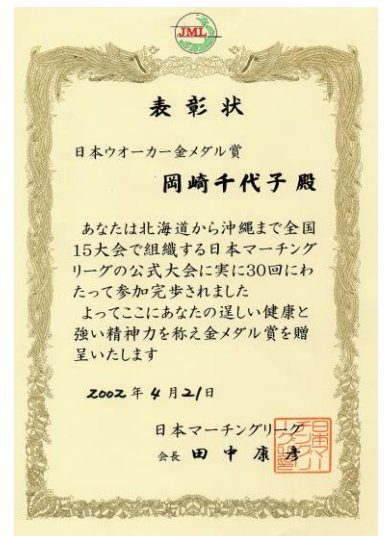 JML
表彰状
日本ウオーカー金メダル賞
岡崎千代子殿
あなたは北海道から沖縄まで全国
15大会で組織する日本マーチング
リーグの公式大会に実に30回にわ
たって参加完歩されました
よってここにあなたの逞しい健康と
強い精神力を称え金メダル賞を贈
呈いたします
2002年4月21日
日本マーチングリーグ
会長 田中康彦